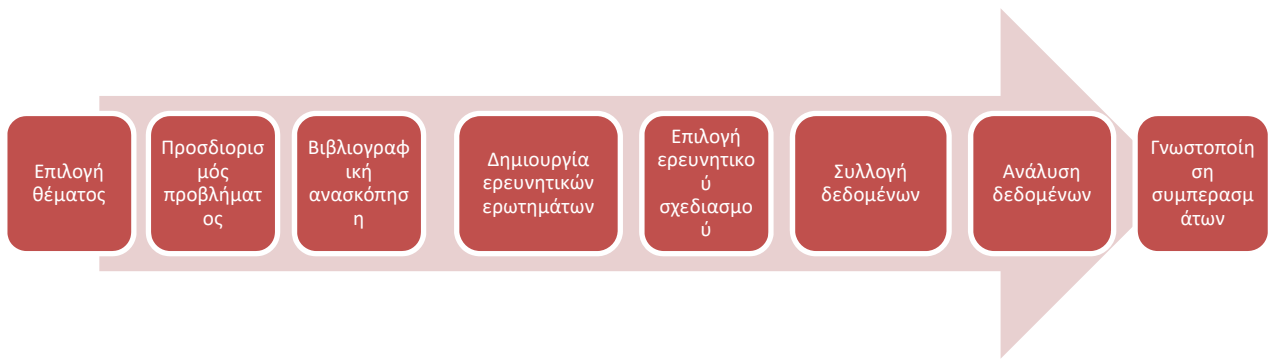 Επιλογή
θέματος
Προσδιορισ
μός
προβλήματ
ος
Βιβλιογραφ
ική
ανασκόπησ
η
Δημιουργία
ερευνητικών
ερωτημάτων
Επιλογή
ερευνητικο
ύ
σχεδιασμο
ύ
Συλλογή
δεδομένων
Ανάλυση
δεδομένων
Γνωστοποίη
ση
συμπερασμ
άτων